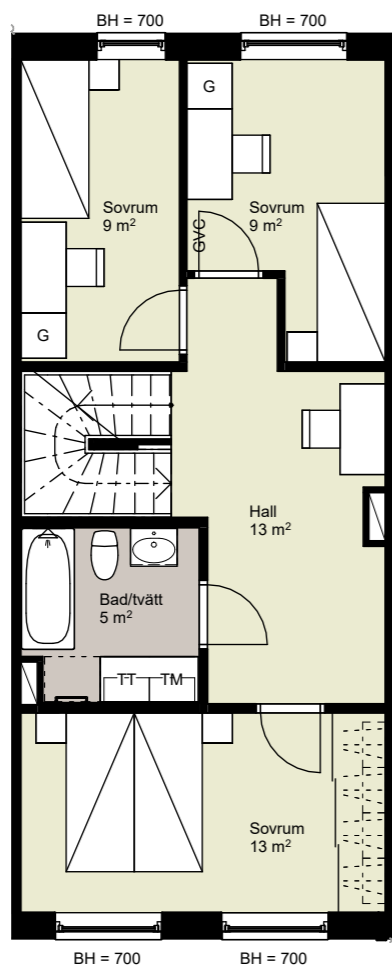 BH = 700
BH = 700
G
Sovrum
9 m²
Sovrum
9 m²
GVC
G
Hall
13 m²
Bad/tvätt
5 m²
TT
TM
Sovrum
13 m²
BH = 700
BH = 700